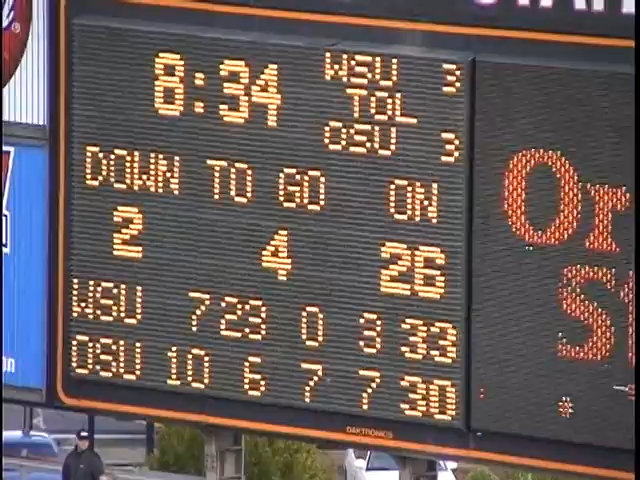 8:34 WSU 3
TOL
OSU 3
DOWN TO GO ON
2 4 26
WSU 7 23 0 3 33
OSU 10 6 7 7 30
Or
St
DAKTRONICS